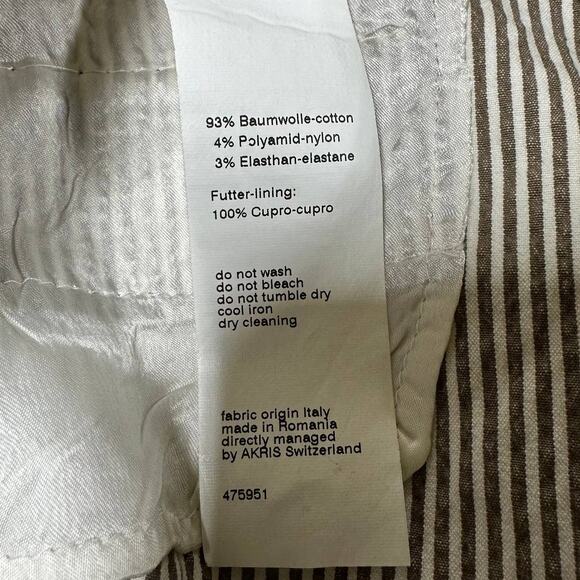 93% Baumwolle-cotton
4% Polyamid-nylon
3% Elasthan-elastane
Futter-lining:
100% Cupro-cupro
do not wash
do not bleach
do not tumble dry
cool iron
dry cleaning
fabric origin Italy
made in Romania
directly managed
by AKRIS Switzerland
475951